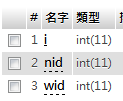 # 名字 類型
1 i int(11)
2 nid int(11)
3 wid int(11)